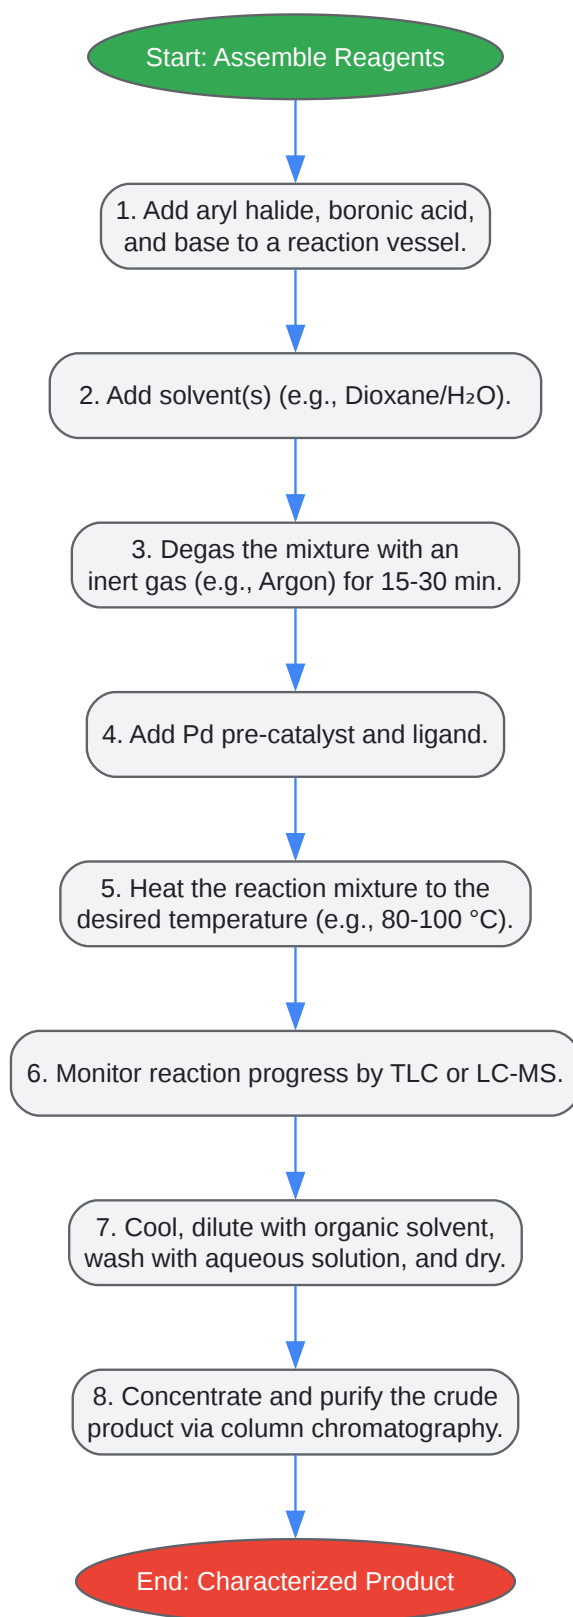 Start: Assemble Reagents
1. Add aryl halide, boronic acid,
and base to a reaction vessel.
2. Add solvent(s) (e.g., Dioxane/H₂O).
3. Degas the mixture with an
inert gas (e.g., Argon) for 15-30 min.
4. Add Pd pre-catalyst and ligand.
5. Heat the reaction mixture to the
desired temperature (e.g., 80-100 °C).
6. Monitor reaction progress by TLC or LC-MS.
7. Cool, dilute with organic solvent,
wash with aqueous solution, and dry.
8. Concentrate and purify the crude
product via column chromatography.
End: Characterized Product